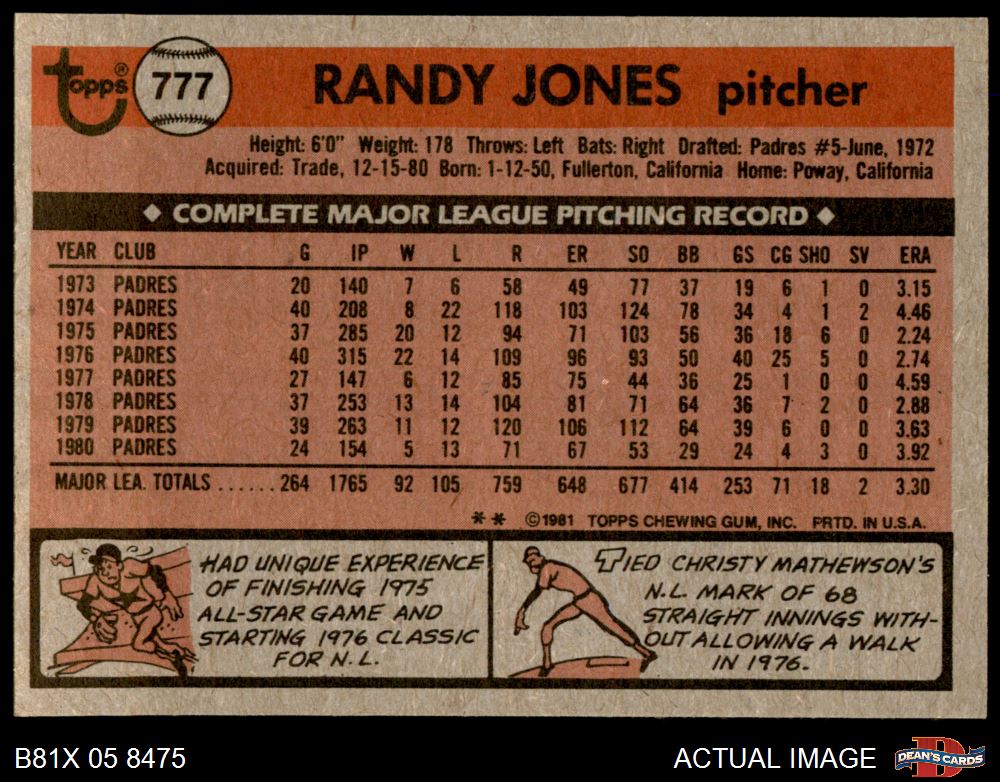 topps® 777 RANDY JONES pitcher
Height: 6'0" Weight: 178 Throws: Left Bats: Right Drafted: Padres #5-June, 1972
Acquired: Trade, 12-15-80 Born: 1-12-50, Fullerton, California Home: Poway, California
◆ COMPLETE MAJOR LEAGUE PITCHING RECORD ◆
YEAR CLUB G IP W L R ER SO BB GS CG SHO SV ERA
1973 PADRES 20 140 7 6 58 49 77 37 19 6 1 0 3.15
1974 PADRES 40 208 8 22 118 103 124 78 34 4 1 2 4.46
1975 PADRES 37 285 20 12 94 71 103 56 36 18 6 0 2.24
1976 PADRES 40 315 22 14 109 96 93 50 40 25 5 0 2.74
1977 PADRES 27 147 6 12 85 75 44 36 25 1 0 0 4.59
1978 PADRES 37 253 13 14 104 81 71 64 36 7 2 0 2.88
1979 PADRES 39 263 11 12 120 106 112 64 39 6 0 0 3.63
1980 PADRES 24 154 5 13 71 67 53 29 24 4 3 0 3.92
MAJOR LEA. TOTALS ...... 264 1765 92 105 759 648 677 414 253 71 18 2 3.30
** ©1981 TOPPS CHEWING GUM, INC. PRTD. IN U.S.A.
HAD UNIQUE EXPERIENCE
OF FINISHING 1975
ALL-STAR GAME AND
STARTING 1976 CLASSIC
FOR N.L.
TIED CHRISTY MATHEWSON'S
N.L. MARK OF 68
STRAIGHT INNINGS WITH-
OUT ALLOWING A WALK
IN 1976.
B81X 05 8475 ACTUAL IMAGE D DEAN'S CARDS